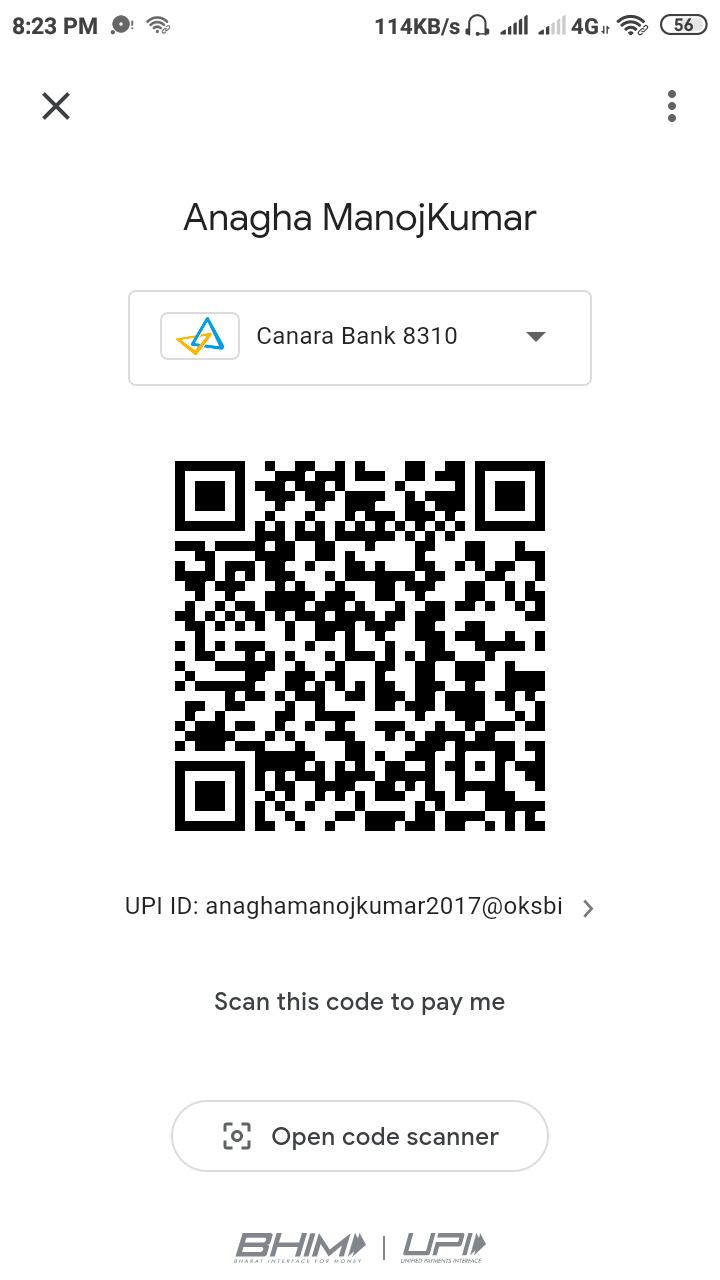 8:23 PM 114KB/s 4G 56
Anagha ManojKumar
Canara Bank 8310
UPI ID: anaghamanojkumar2017@oksbi
Scan this code to pay me
Open code scanner
BHIM | UPI
BHARAT INTERFACE FOR MONEY UNIFIED PAYMENTS INTERFACE